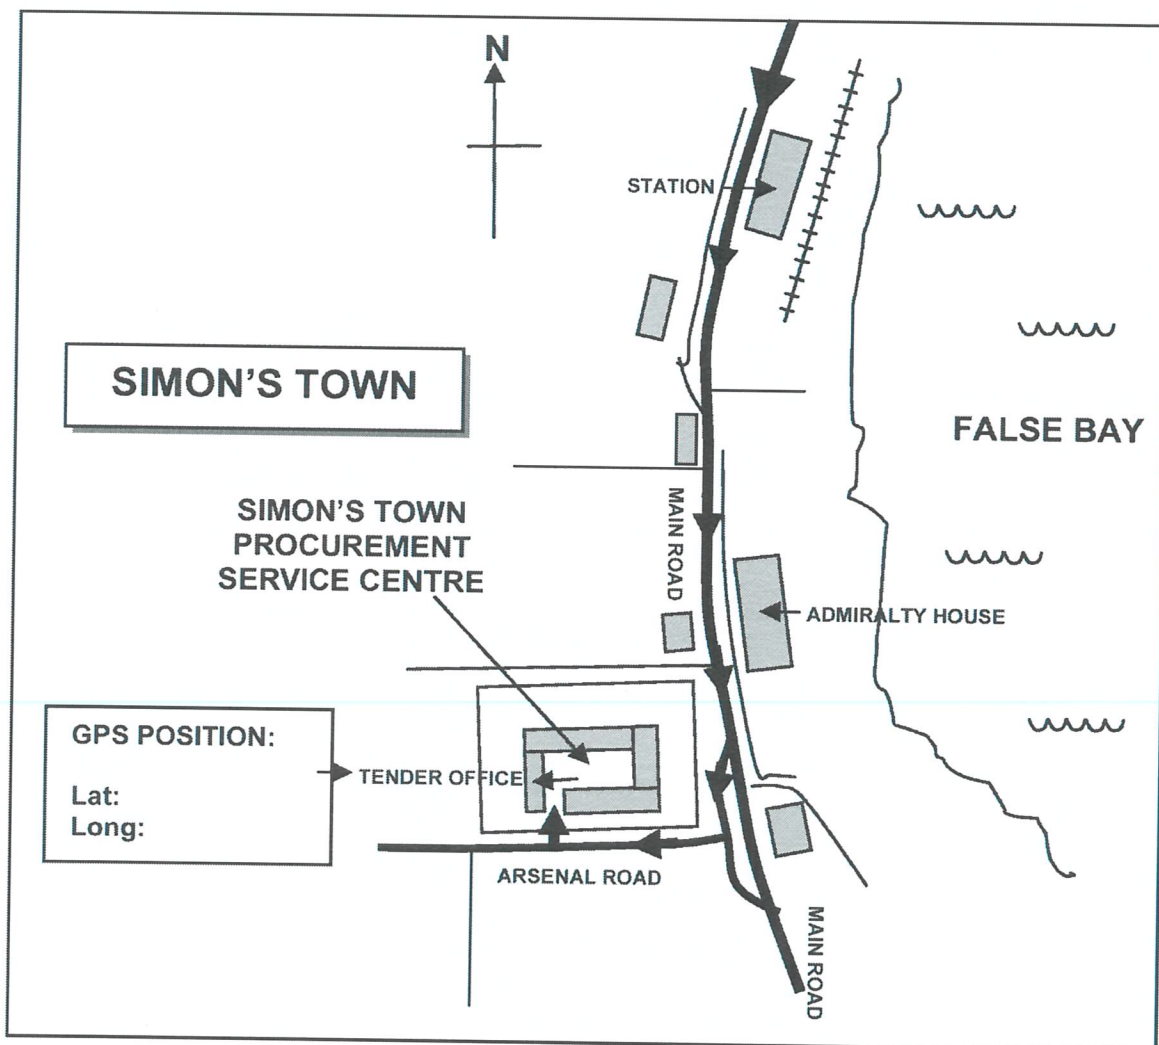 N
STATION
SIMON'S TOWN
FALSE BAY
SIMON'S TOWN
PROCUREMENT
SERVICE CENTRE
MAIN ROAD
ADMIRALTY HOUSE
GPS POSITION:
Lat:
Long:
TENDER OFFICE
ARSENAL ROAD
MAIN ROAD